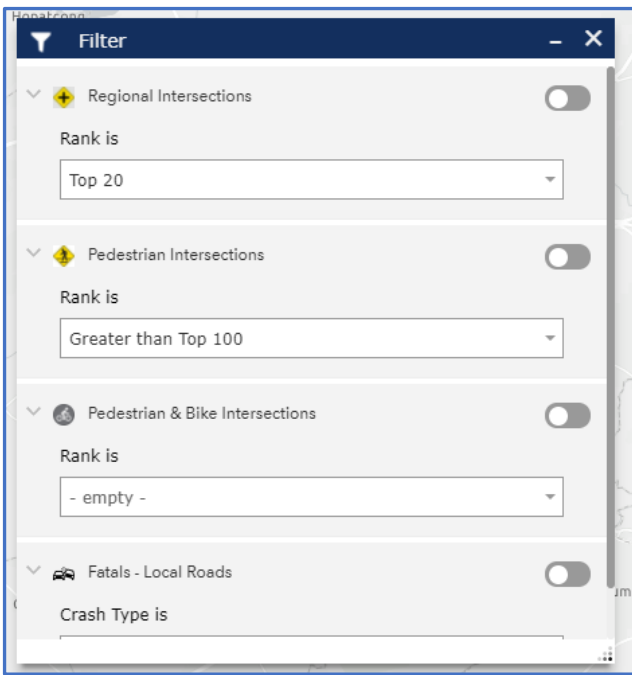 Hopatcong
Filter
Regional Intersections
Rank is
Top 20
Pedestrian Intersections
Rank is
Greater than Top 100
Pedestrian & Bike Intersections
Rank is
- empty -
Fatals - Local Roads
Crash Type is
um